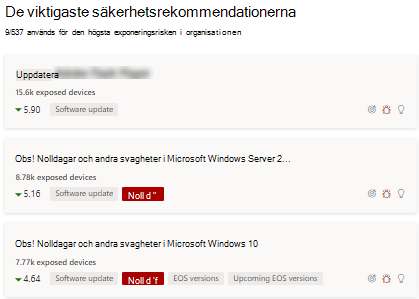 De viktigaste säkerhetsrekommendationerna
9/537 används för den högsta exponeringsrisken i organisationen
Uppdatera
15.6k exposed devices
5.90 Software update
Obs! Nolldagar och andra svagheter i Microsoft Windows Server 2...
8.78k exposed devices
5.16 Software update Noll d "
Obs! Nolldagar och andra svagheter i Microsoft Windows 10
7.77k exposed devices
4.64 Software update Noll d 'f EOS versions Upcoming EOS versions